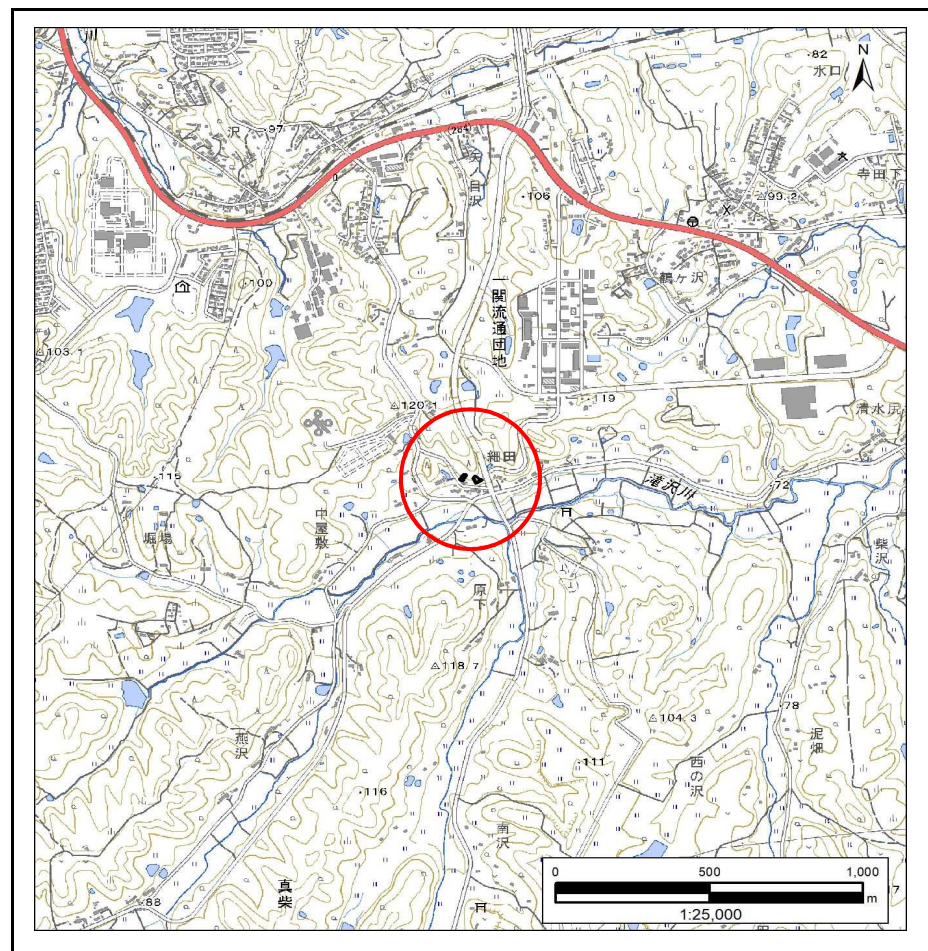 川
・82
水口
N
沢
・97
(284)
矢ノ目沢
寺田下
・106
99.2
鶴ヶ沢
・100
一関流通団地
103.1
・119
120.1
清水尻
細田
・115
滝沢川
・72
中屋敷
堀場
柴沢
原下
118.7
燕沢
104.3
・78
泥畑
・111
西の沢
・116
南沢
真柴
・88
0 500 1,000
m
1:25,000